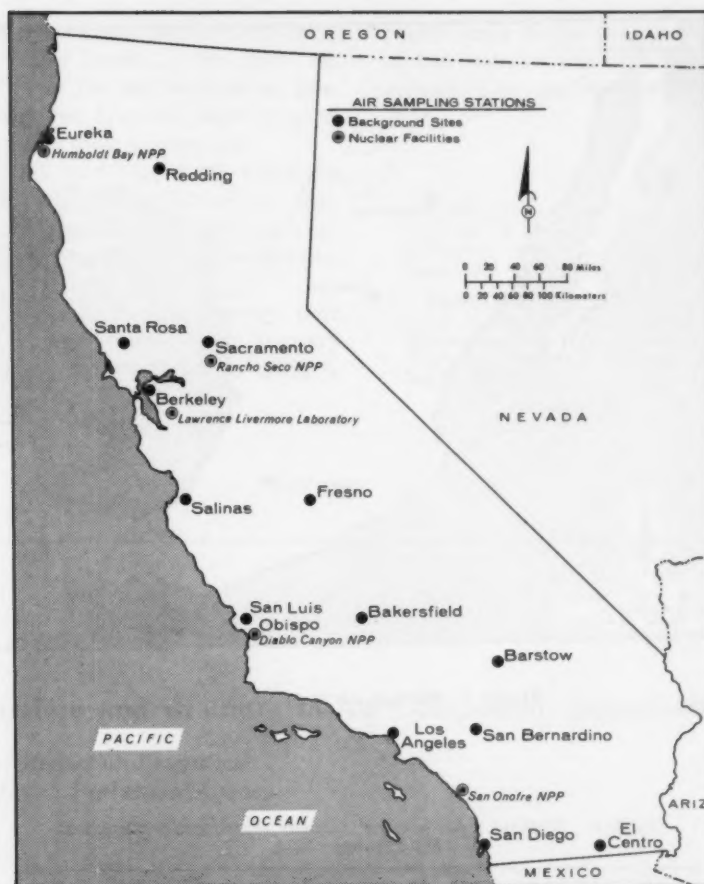 OREGON
IDAHO
AIR SAMPLING STATIONS
Background Sites
Nuclear Facilities
Eureka
Humboldt Bay NPP
Redding
N
0 20 40 60 80 Miles
0 20 40 60 80 100 Kilometers
Santa Rosa
Sacramento
Rancho Seco NPP
Berkeley
Lawrence Livermore Laboratory
NEVADA
Salinas
Fresno
San Luis
Obispo
Diablo Canyon NPP
Bakersfield
Barstow
PACIFIC
OCEAN
Los
Angeles
San Bernardino
San Onofre NPP
ARIZ
San Diego
El
Centro
MEXICO